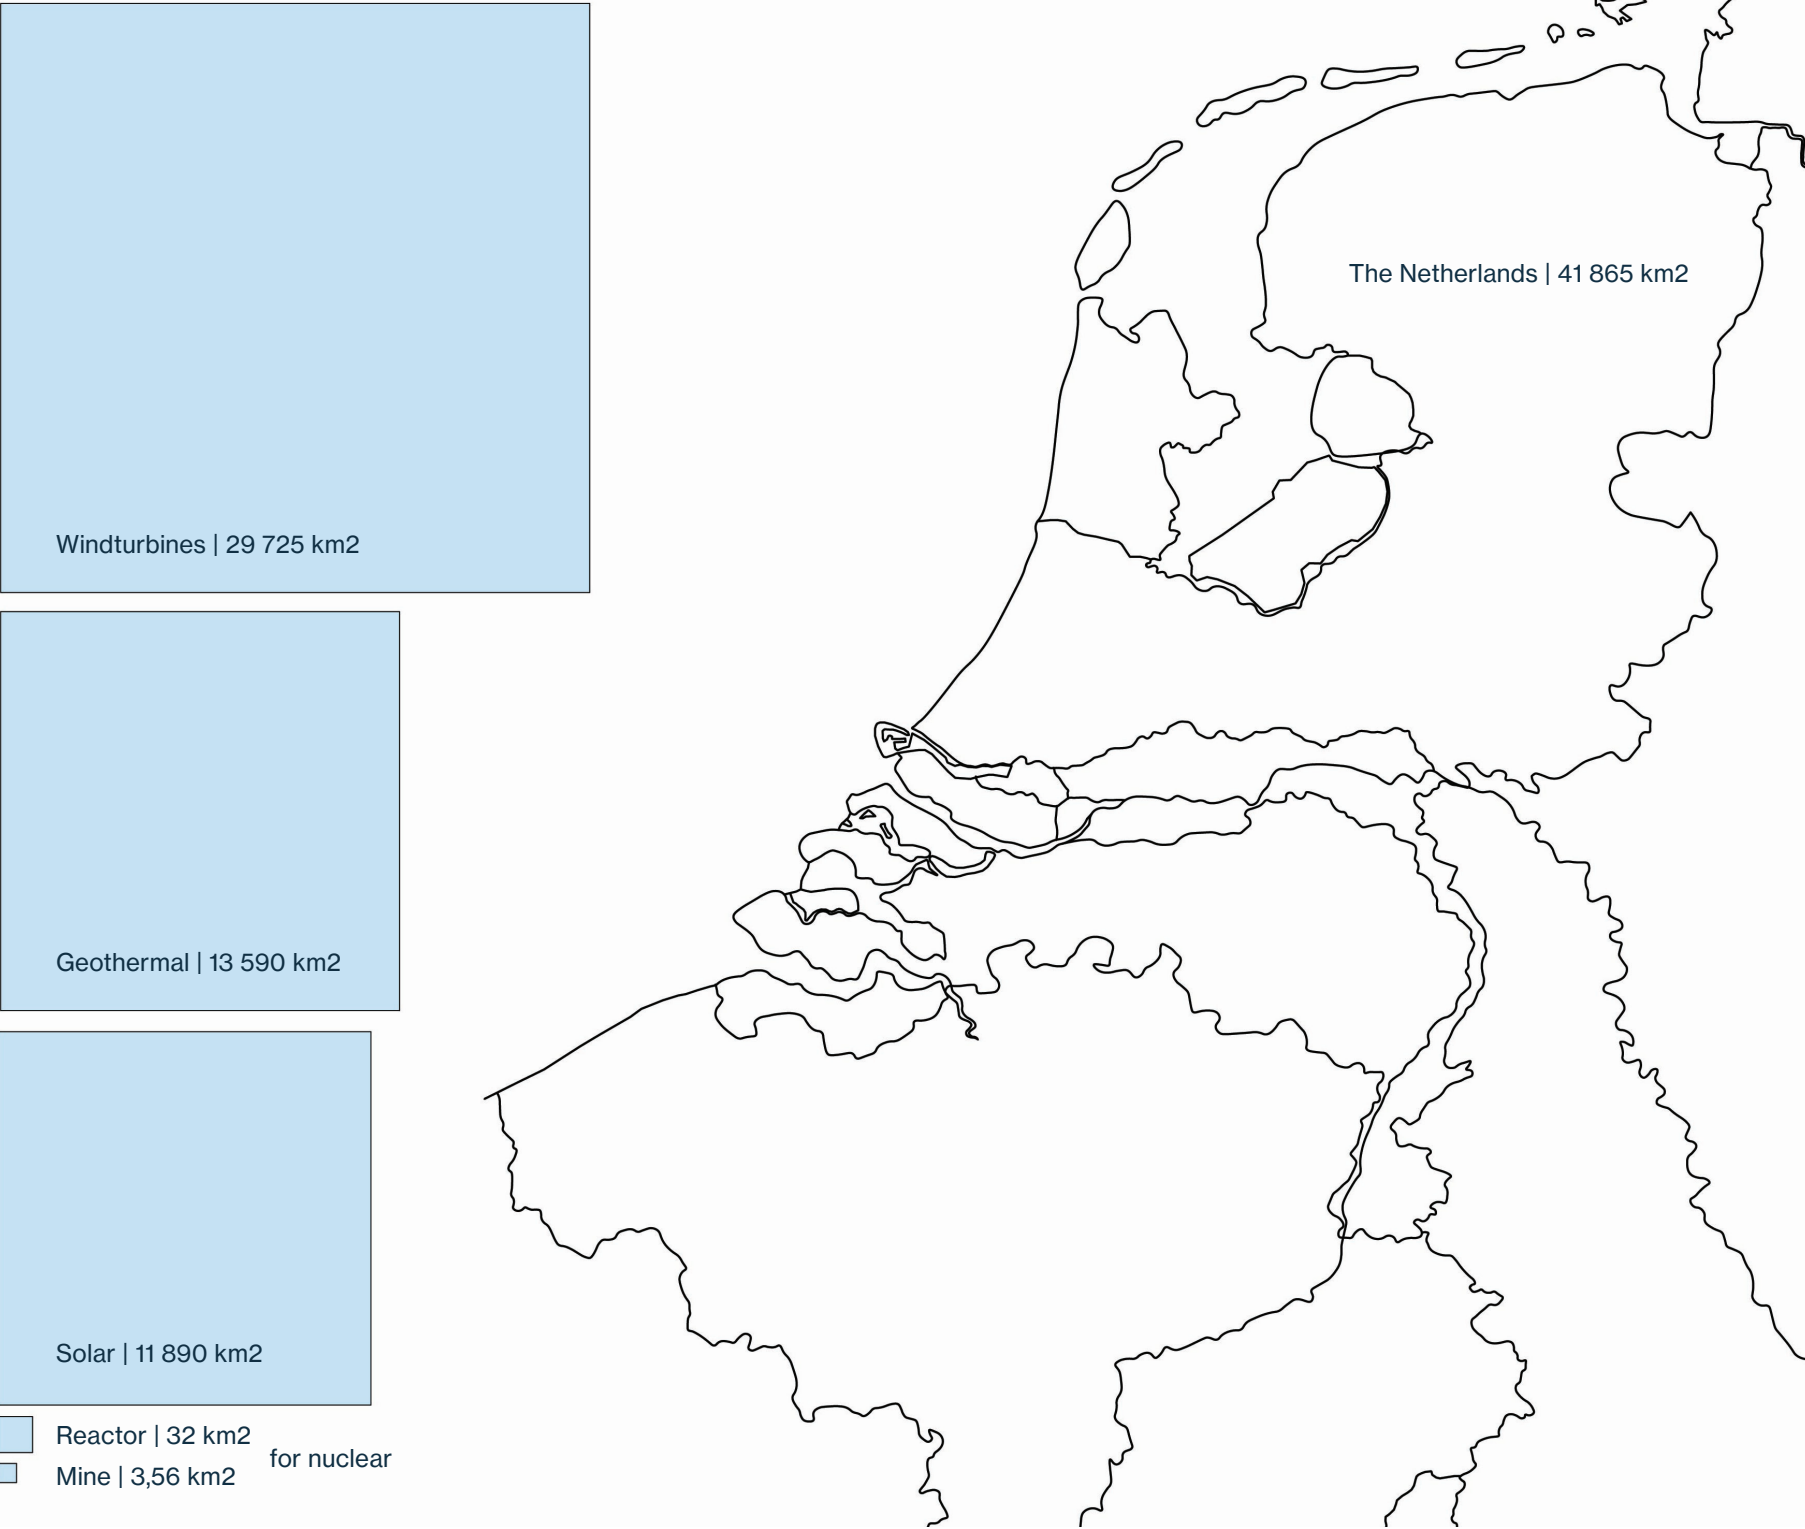 The Netherlands | 41 865 km2
Windturbines | 29 725 km2
Geothermal | 13 590 km2
Solar | 11 890 km2
Reactor | 32 km2
for nuclear
Mine | 3,56 km2